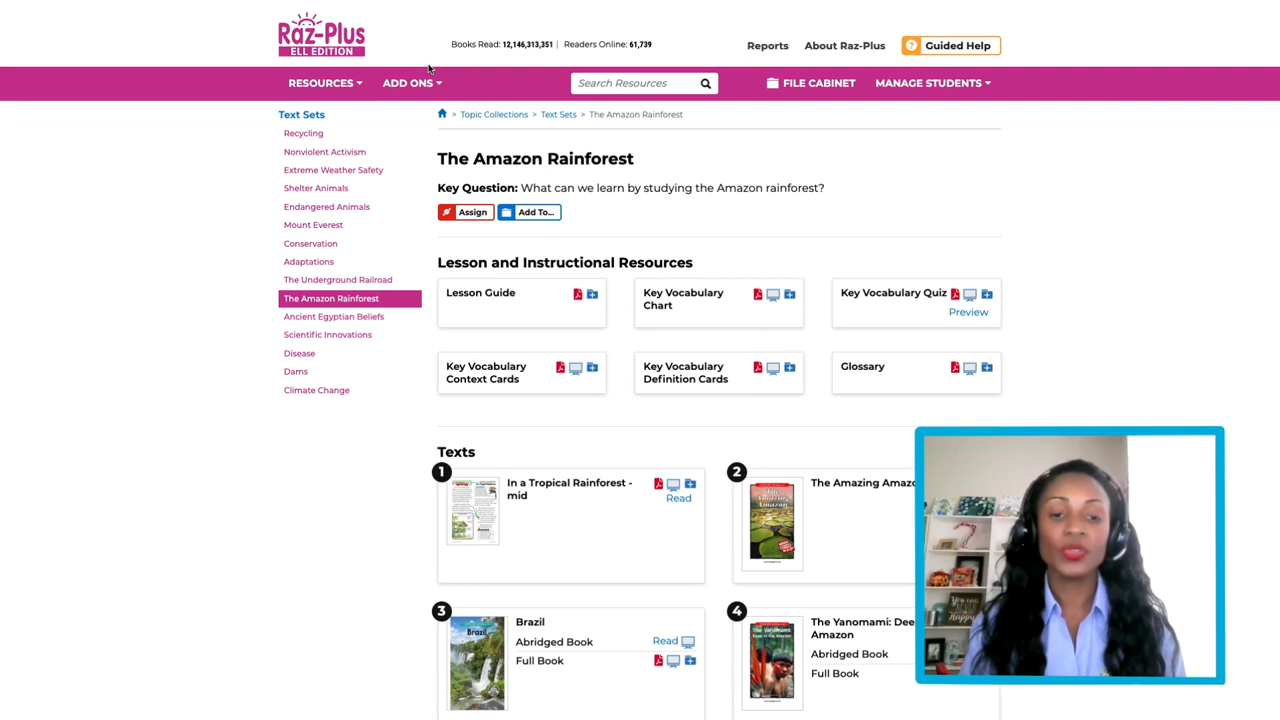 Raz-Plus
ELL EDITION
Books Read: 12,146,313,351 | Readers Online: 61,739
Reports
About Raz-Plus
? Guided Help
RESOURCES
ADD ONS
Search Resources
FILE CABINET
MANAGE STUDENTS
Text Sets
Recycling
Nonviolent Activism
Extreme Weather Safety
Shelter Animals
Endangered Animals
Mount Everest
Conservation
Adaptations
The Underground Railroad
The Amazon Rainforest
Ancient Egyptian Beliefs
Scientific Innovations
Disease
Dams
Climate Change
> Topic Collections > Text Sets > The Amazon Rainforest
The Amazon Rainforest
Key Question: What can we learn by studying the Amazon rainforest?
Assign
Add To...
Lesson and Instructional Resources
Lesson Guide
Key Vocabulary
Chart
Key Vocabulary Quiz
Preview
Key Vocabulary
Context Cards
Key Vocabulary
Definition Cards
Glossary
Texts
1
In a Tropical Rainforest -
mid
Read
2
The Amazing Amazo
3
Brazil
Brazil
Abridged Book
Read
Full Book
4
The Yanomami: Dee
Amazon
Abridged Book
Full Book
You can
Happy